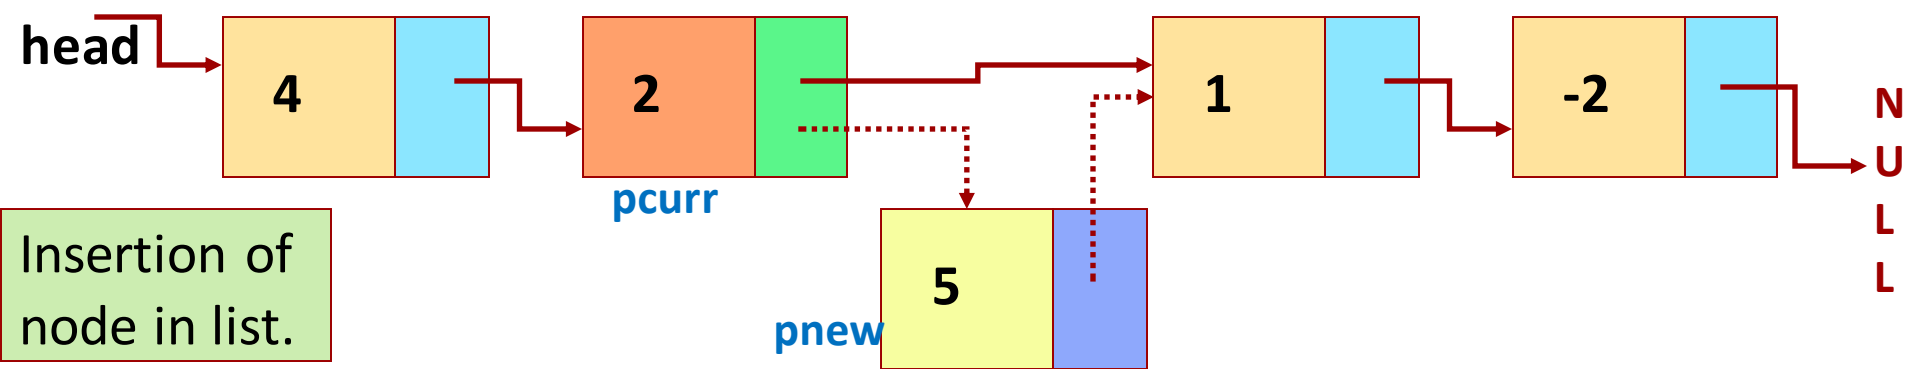 head
4
2
1
-2
N
U
L
L
pcurr
Insertion of
node in list.
5
pnew